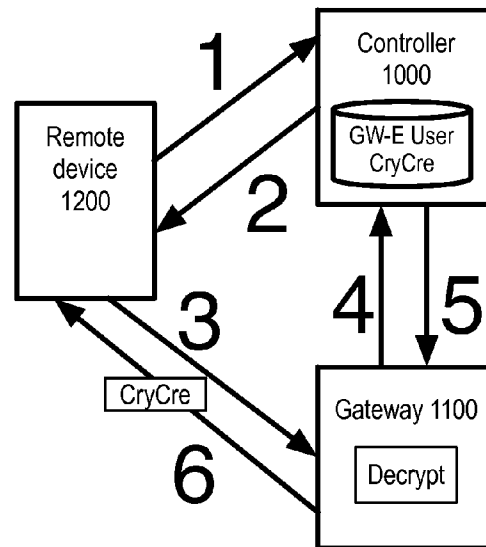 1
Controller
1000
GW-E User
CryCre
Remote
device
1200
2
3
4
5
CryCre
6
Gateway 1100
Decrypt